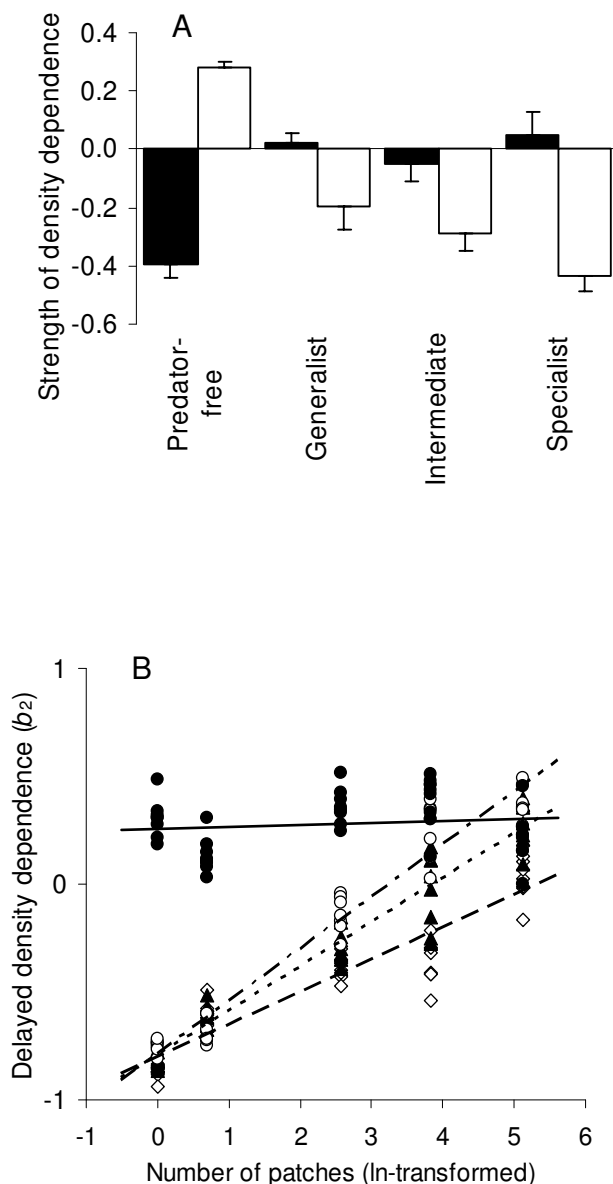 A
Strength of density dependence
0.4
0.2
0.0
-0.2
-0.4
-0.6
Predator-
free
Generalist
Intermediate
Specialist
B
Delayed density dependence (b2)
1
0
-1
-1 0 1 2 3 4 5 6
Number of patches (ln-transformed)